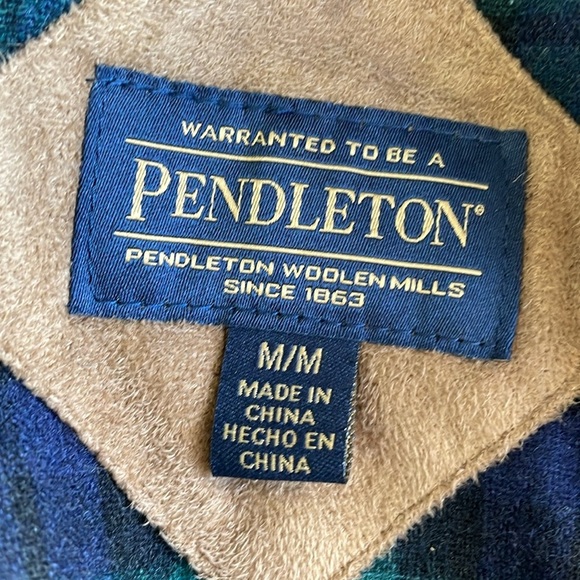 WARRANTED TO BE A
PENDLETON®
PENDLETON WOOLEN MILLS
SINCE 1863
M/M
MADE IN
CHINA
HECHO EN
CHINA